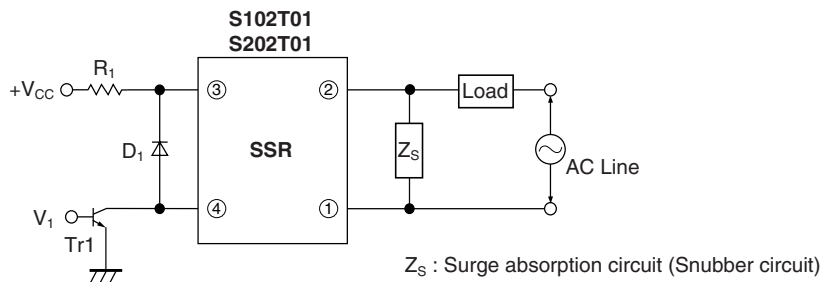 S102T01
S202T01
R1
+VCC
③
②
Load
D1
SSR
ZS
AC Line
V1
④
①
Tr1
ZS : Surge absorption circuit (Snubber circuit)